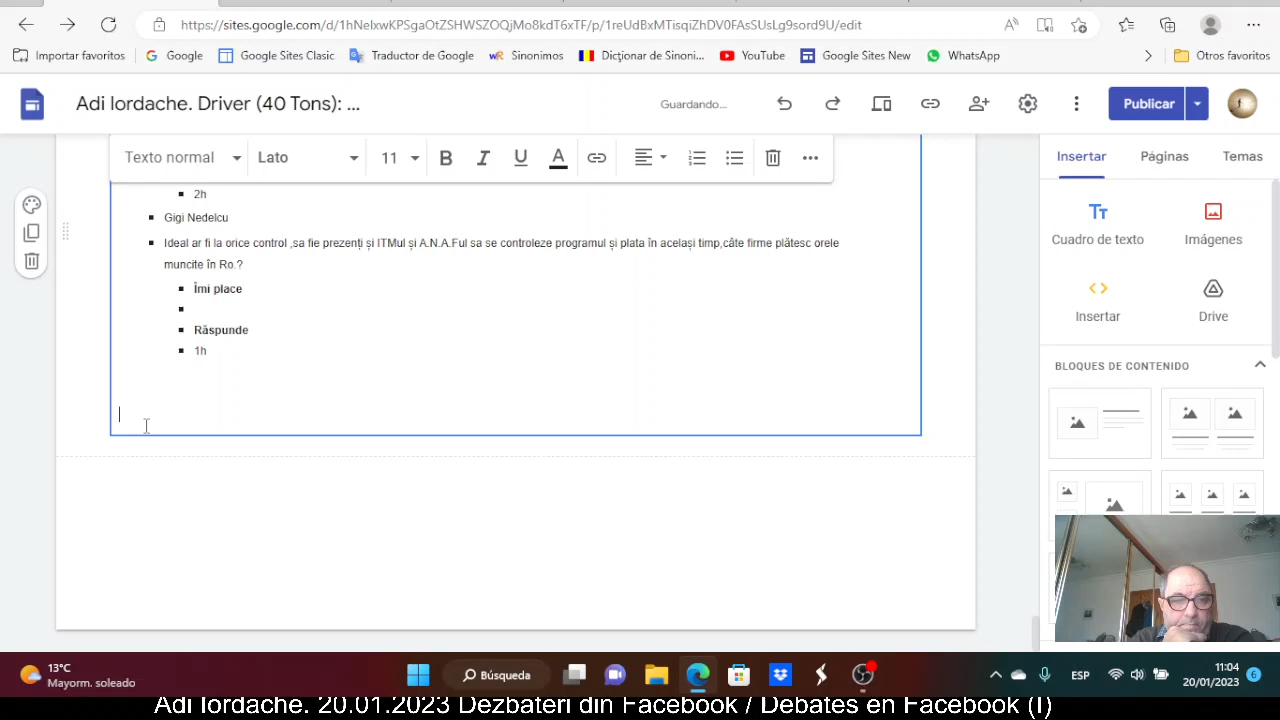 https://sites.google.com/d/1hNeIxwKPSgaOtZSHWSZOQjMo8kdT6xTF/p/1reUdBxMTisqiZhDV0FAsSUsLg9sord9U/edit
Importar favoritos
Google
Google Sites Clasic
Traductor de Google
Sinonimos
Dicționar de Sinoni...
YouTube
Google Sites New
WhatsApp
Otros favoritos
Adi Iordache. Driver (40 Tons): ...
Guardando...
Publicar
Texto normal
Lato
11
Insertar
Páginas
Temas
2h
Gigi Nedelcu
Ideal ar fi la orice control ,sa fie prezenți și ITMul și A.N.A.Ful sa se controleze programul și plata în același timp,câte firme plătesc orele
muncite în Ro.?
Îmi place
Răspunde
1h
Tт
Cuadro de texto
Imágenes
Insertar
Drive
BLOQUES DE CONTENIDO
13°C
Mayorm. soleado
Búsqueda
ESP
11:04
20/01/2023
6
Adi Iordache. 20.01.2023 Dezbateri din Facebook / Debates en Facebook (I)